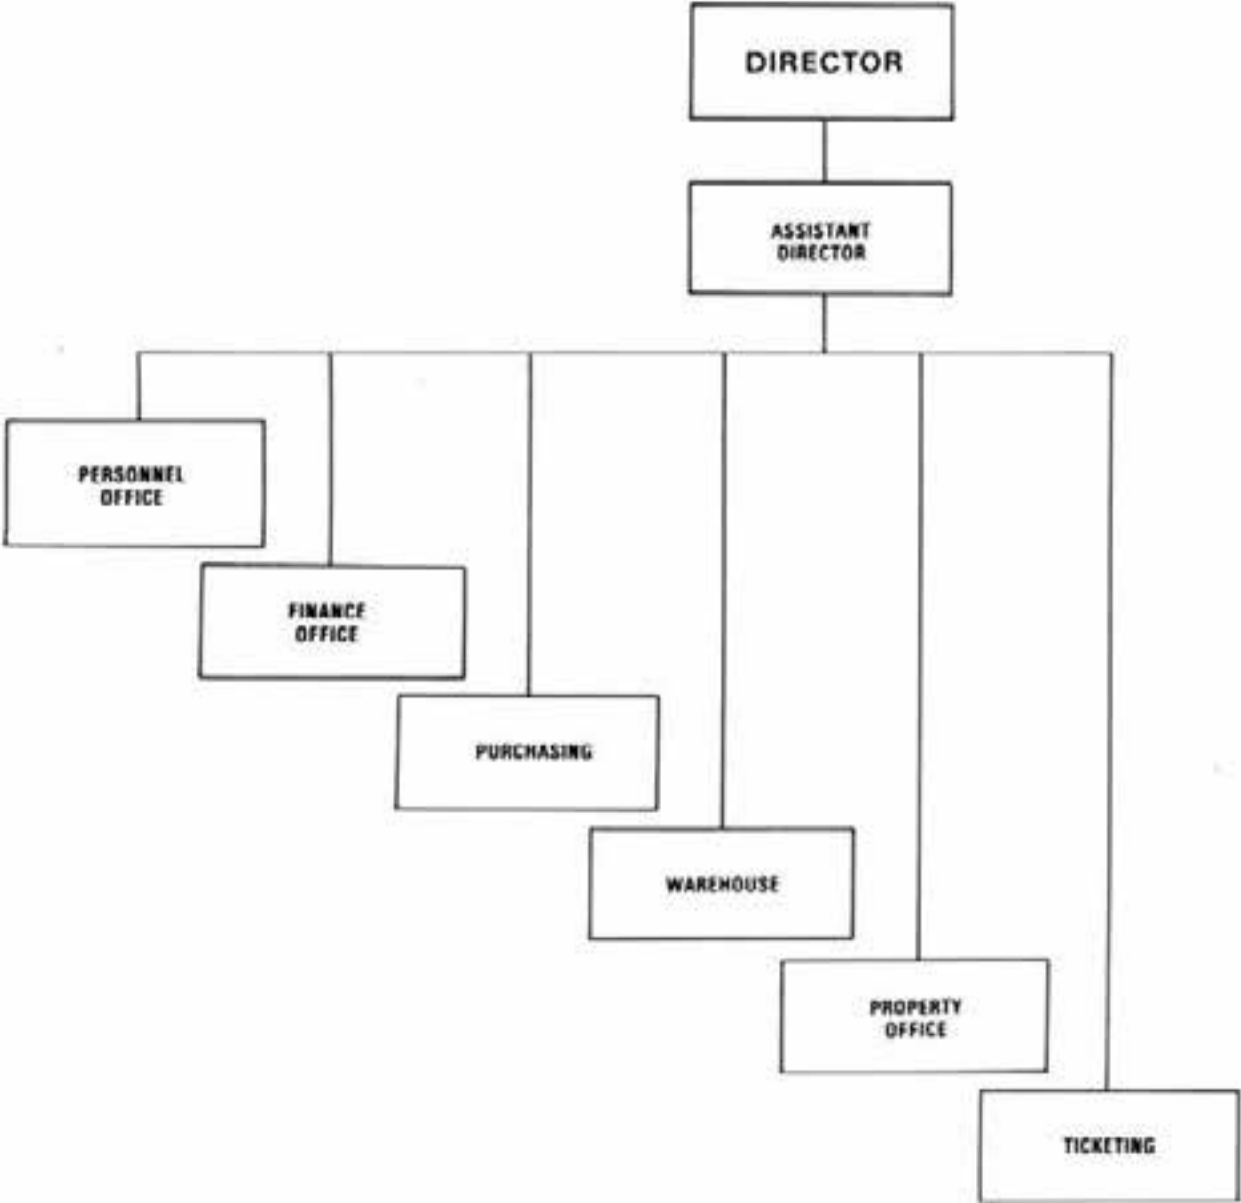 DIRECTOR
ASSISTANT
DIRECTOR
PERSONNEL
OFFICE
FINANCE
OFFICE
PURCHASING
WAREHOUSE
PROPERTY
OFFICE
TICKETING